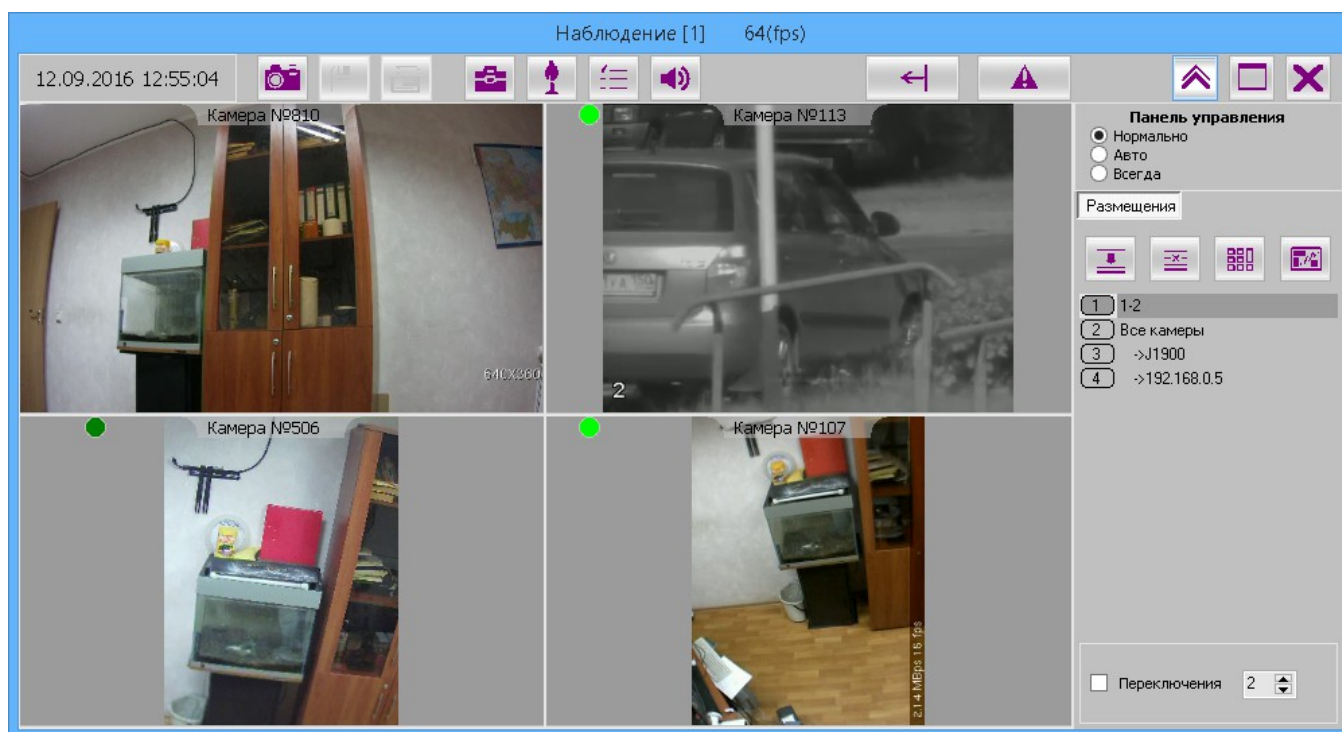 Наблюдение [1] 64(fps)
12.09.2016 12:55:04
Камера №810
Камера №113
Панель управления
Нормально
Авто
Всегда
Размещения
1 1-2
2 Все камеры
3 ->J1900
4 ->192.168.0.5
640X360
2
Камера №506
Камера №107
2.14 MBps 15 fps
Переключения 2